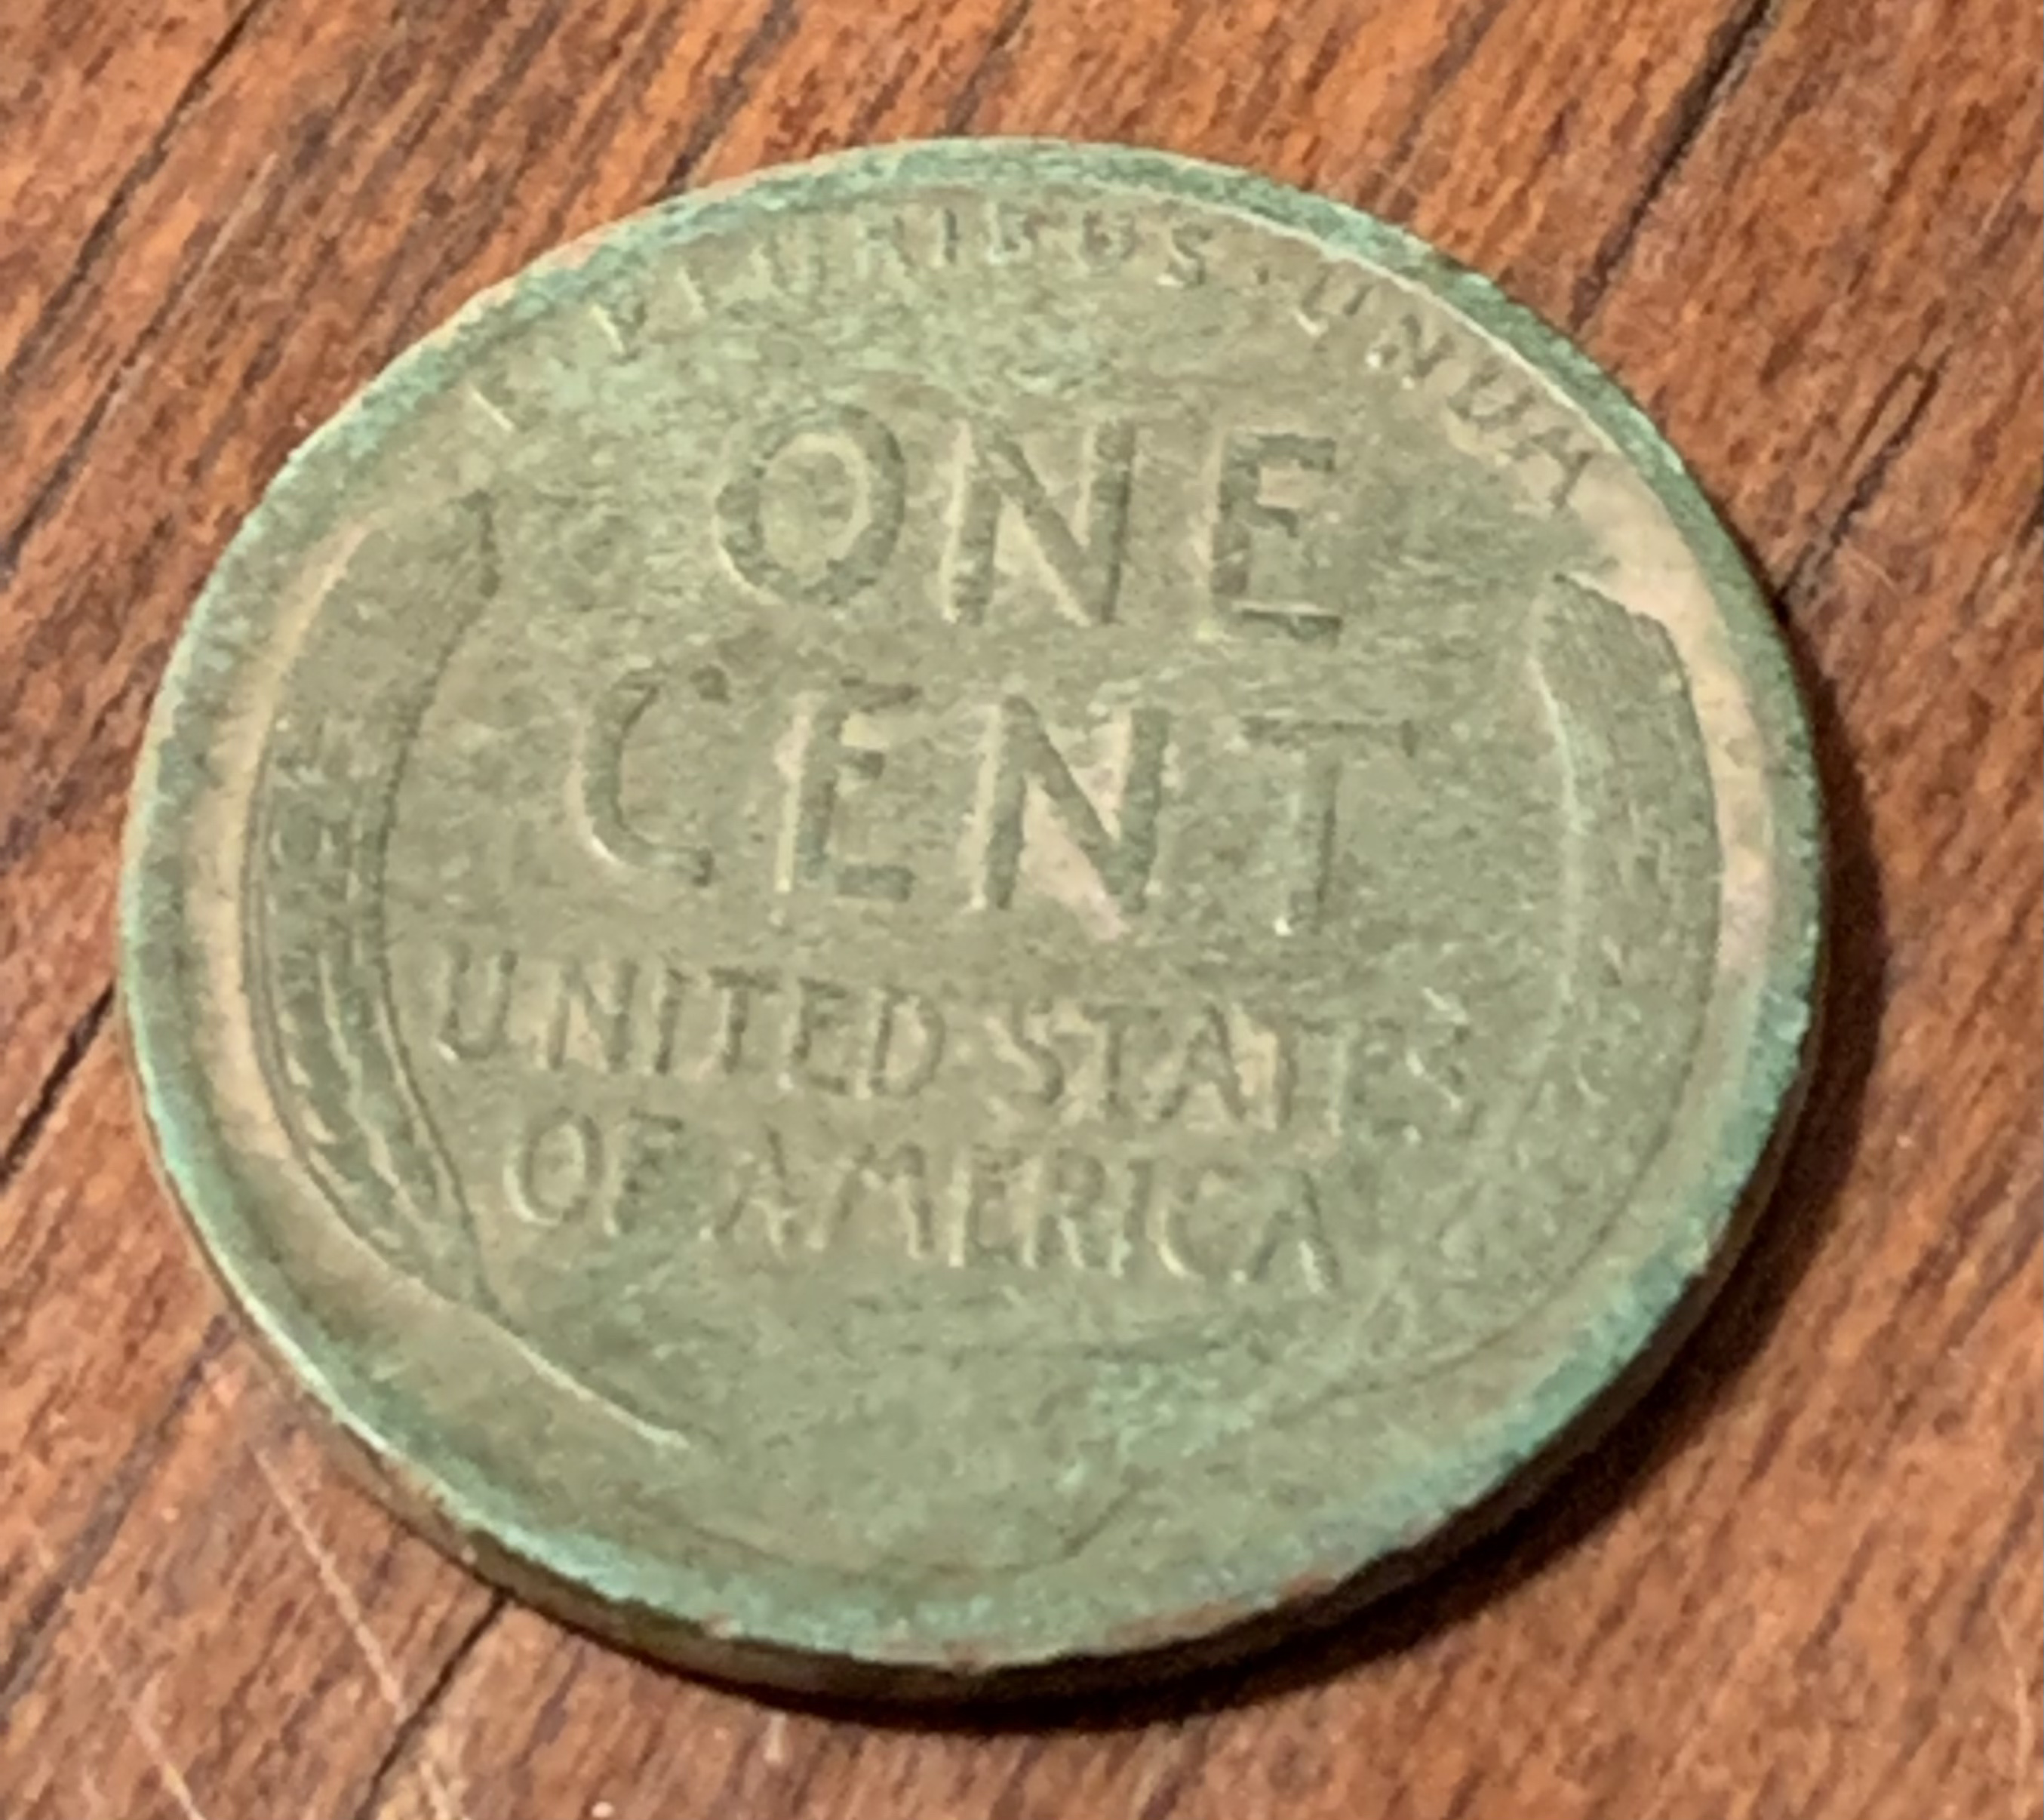 PLURIBUS · UNUM
ONE
CENT
UNITED STATES
OF AMERICA